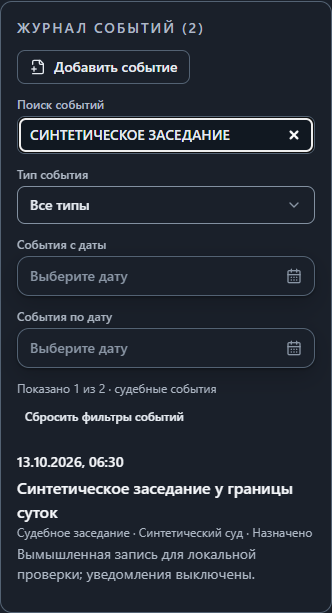 ЖУРНАЛ СОБЫТИЙ (2)
Добавить событие
Поиск событий
СИНТЕТИЧЕСКОЕ ЗАСЕДАНИЕ
Тип события
Все типы
События с даты
Выберите дату
События по дату
Выберите дату
Показано 1 из 2 · судебные события
Сбросить фильтры событий
13.10.2026, 06:30
Синтетическое заседание у границы
суток
Судебное заседание · Синтетический суд · Назначено
Вымышленная запись для локальной
проверки; уведомления выключены.